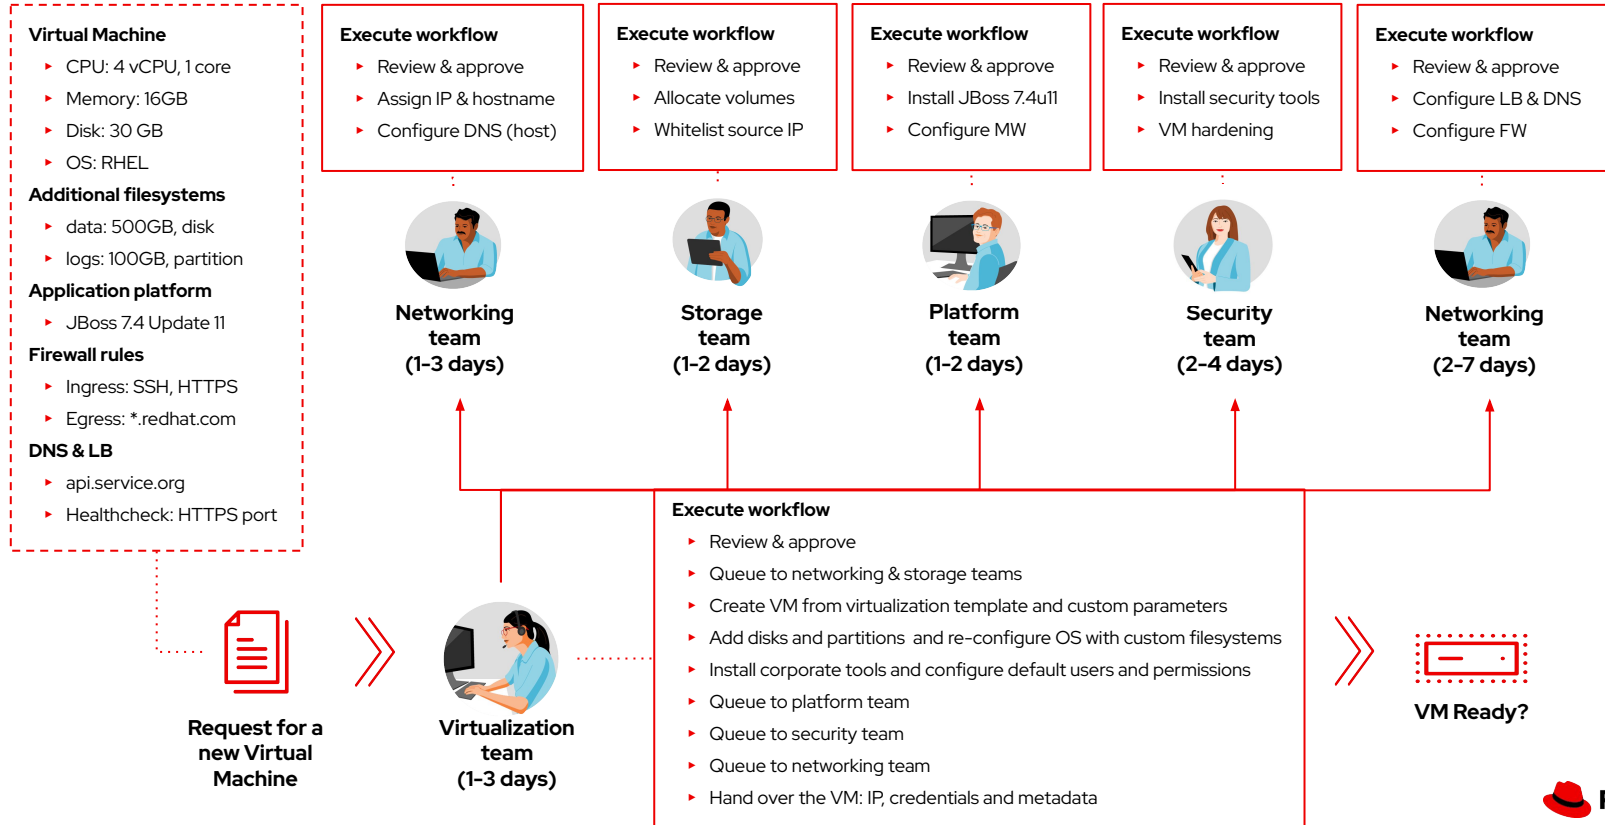 Virtual Machine
CPU: 4 vCPU, 1 core
Memory: 16GB
Disk: 30 GB
OS: RHEL
Additional filesystems
data: 500GB, disk
logs: 100GB, partition
Application platform
JBoss 7.4 Update 11
Firewall rules
Ingress: SSH, HTTPS
Egress: *.redhat.com
DNS & LB
api.service.org
Healthcheck: HTTPS port
Execute workflow
Review & approve
Assign IP & hostname
Configure DNS (host)
Execute workflow
Review & approve
Allocate volumes
Whitelist source IP
Execute workflow
Review & approve
Install JBoss 7.4u11
Configure MW
Execute workflow
Review & approve
Install security tools
VM hardening
Execute workflow
Review & approve
Configure LB & DNS
Configure FW
Networking
team
(1-3 days)
Storage
team
(1-2 days)
Platform
team
(1-2 days)
Security
team
(2-4 days)
Networking
team
(2-7 days)
Request for a
new Virtual
Machine
Virtualization
team
(1-3 days)
Execute workflow
Review & approve
Queue to networking & storage teams
Create VM from virtualization template and custom parameters
Add disks and partitions and re-configure OS with custom filesystems
Install corporate tools and configure default users and permissions
Queue to platform team
Queue to security team
Queue to networking team
Hand over the VM: IP, credentials and metadata
VM Ready?